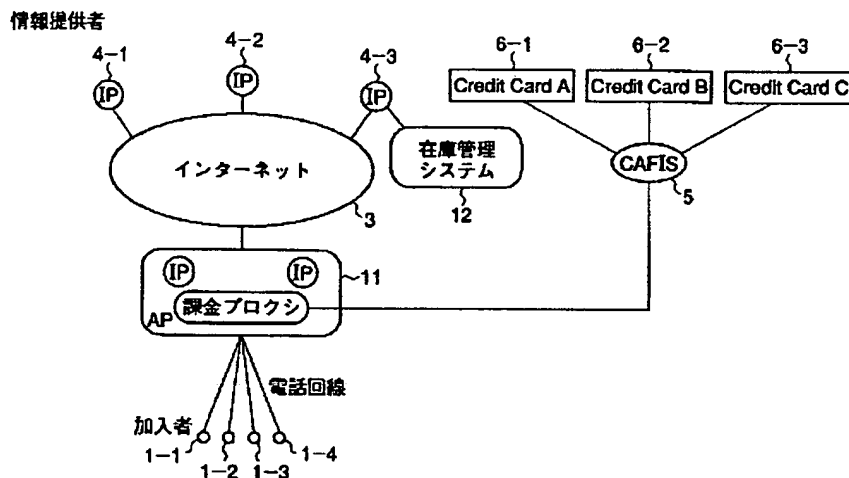 情報提供者
4-1
4-2
4-3
6-1
6-2
6-3
IP
IP
IP
Credit Card A
Credit Card B
Credit Card C
インターネット
在庫管理
システム
CAFIS
3
12
5
IP
IP
11
課金プロクシ
AP
電話回線
加入者
1-1
1-2
1-3
1-4